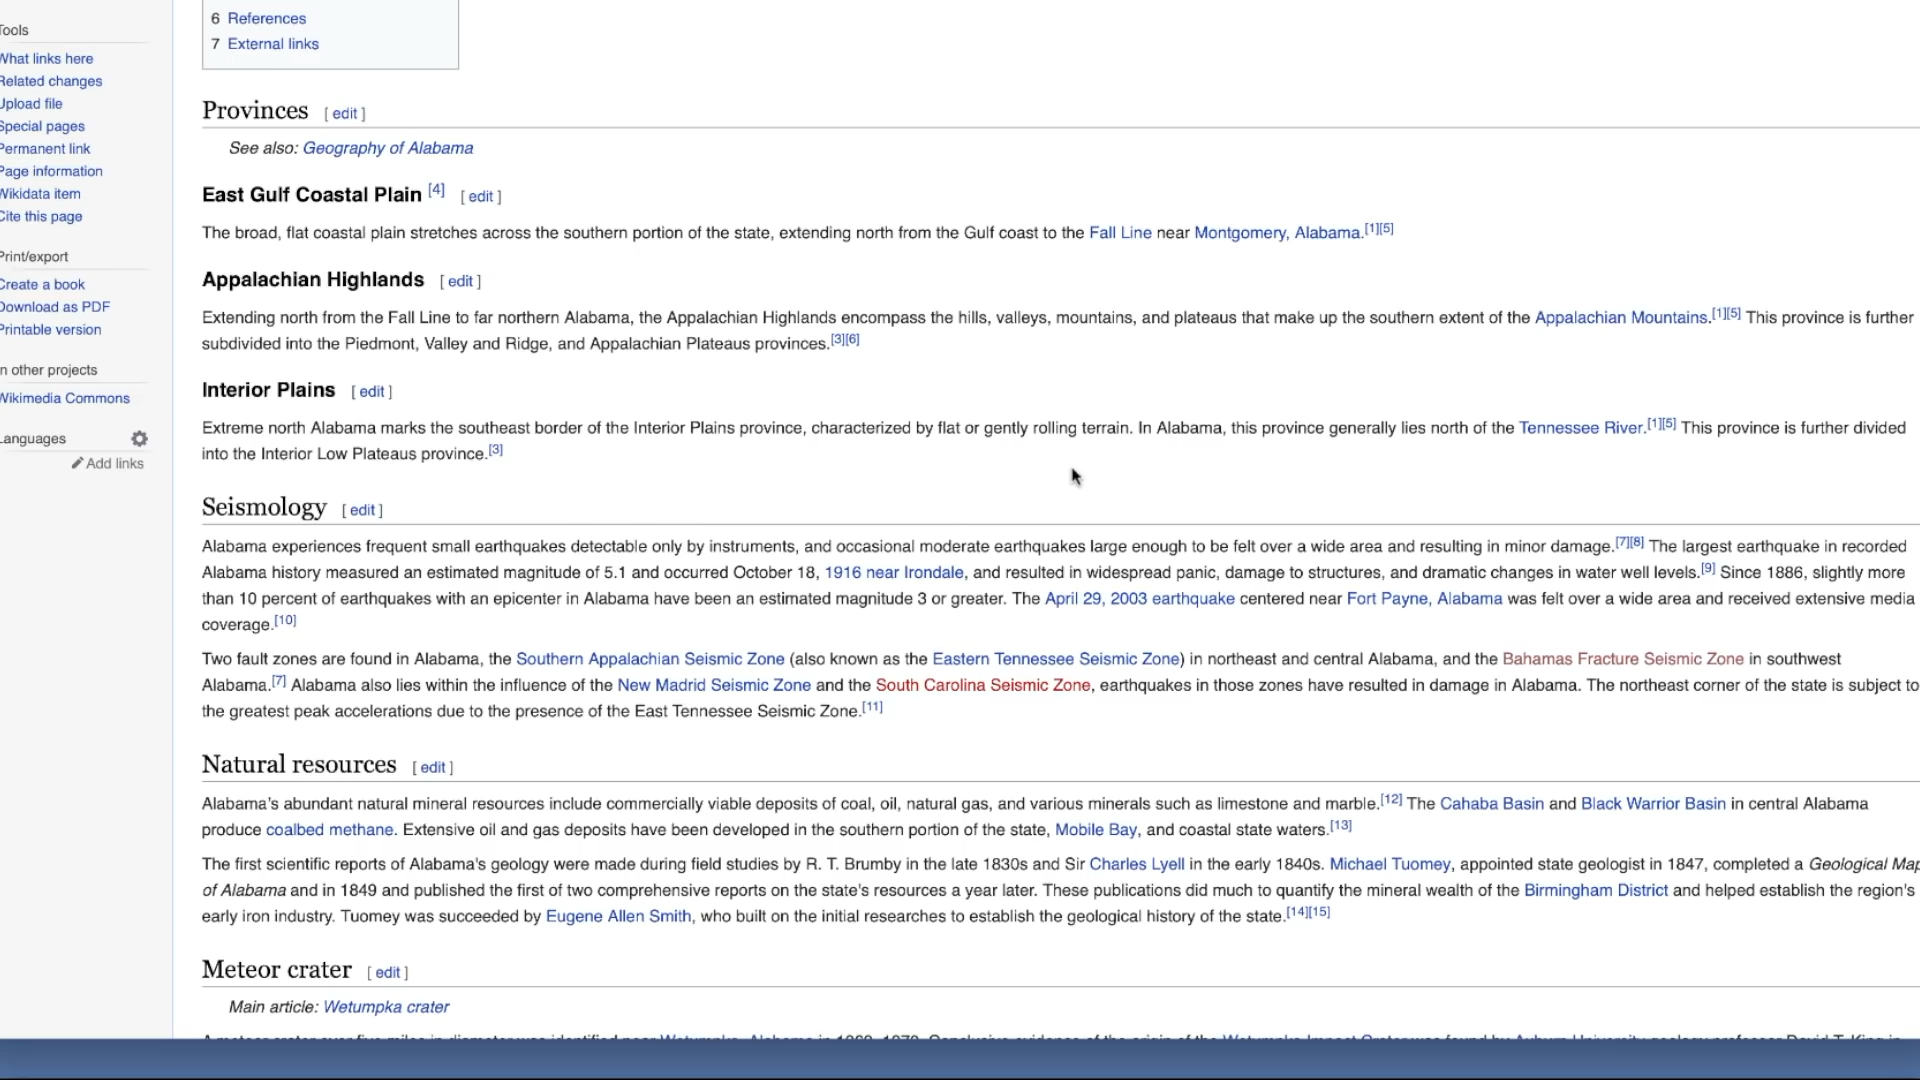 Tools
What links here
Related changes
Upload file
Special pages
Permanent link
Page information
Wikidata item
Cite this page
Print/export
Create a book
Download as PDF
Printable version
In other projects
Wikimedia Commons
Languages
Add links
6 References
7 External links
Provinces [ edit ]
See also: Geography of Alabama
East Gulf Coastal Plain [4] [ edit ]
The broad, flat coastal plain stretches across the southern portion of the state, extending north from the Gulf coast to the Fall Line near Montgomery, Alabama.[1][5]
Appalachian Highlands [ edit ]
Extending north from the Fall Line to far northern Alabama, the Appalachian Highlands encompass the hills, valleys, mountains, and plateaus that make up the southern extent of the Appalachian Mountains.[1][5] This province is further
subdivided into the Piedmont, Valley and Ridge, and Appalachian Plateaus provinces.[3][6]
Interior Plains [ edit ]
Extreme north Alabama marks the southeast border of the Interior Plains province, characterized by flat or gently rolling terrain. In Alabama, this province generally lies north of the Tennessee River.[1][5] This province is further divided
into the Interior Low Plateaus province.[3]
Seismology [ edit ]
Alabama experiences frequent small earthquakes detectable only by instruments, and occasional moderate earthquakes large enough to be felt over a wide area and resulting in minor damage.[7][8] The largest earthquake in recorded
Alabama history measured an estimated magnitude of 5.1 and occurred October 18, 1916 near Irondale, and resulted in widespread panic, damage to structures, and dramatic changes in water well levels.[9] Since 1886, slightly more
than 10 percent of earthquakes with an epicenter in Alabama have been an estimated magnitude 3 or greater. The April 29, 2003 earthquake centered near Fort Payne, Alabama was felt over a wide area and received extensive media
coverage.[10]
Two fault zones are found in Alabama, the Southern Appalachian Seismic Zone (also known as the Eastern Tennessee Seismic Zone) in northeast and central Alabama, and the Bahamas Fracture Seismic Zone in southwest
Alabama.[7] Alabama also lies within the influence of the New Madrid Seismic Zone and the South Carolina Seismic Zone, earthquakes in those zones have resulted in damage in Alabama. The northeast corner of the state is subject to
the greatest peak accelerations due to the presence of the East Tennessee Seismic Zone.[11]
Natural resources [ edit ]
Alabama's abundant natural mineral resources include commercially viable deposits of coal, oil, natural gas, and various minerals such as limestone and marble.[12] The Cahaba Basin and Black Warrior Basin in central Alabama
produce coalbed methane. Extensive oil and gas deposits have been developed in the southern portion of the state, Mobile Bay, and coastal state waters.[13]
The first scientific reports of Alabama's geology were made during field studies by R. T. Brumby in the late 1830s and Sir Charles Lyell in the early 1840s. Michael Tuomey, appointed state geologist in 1847, completed a Geological Map
of Alabama and in 1849 and published the first of two comprehensive reports on the state's resources a year later. These publications did much to quantify the mineral wealth of the Birmingham District and helped establish the region's
early iron industry. Tuomey was succeeded by Eugene Allen Smith, who built on the initial researches to establish the geological history of the state.[14][15]
Meteor crater [ edit ]
Main article: Wetumpka crater